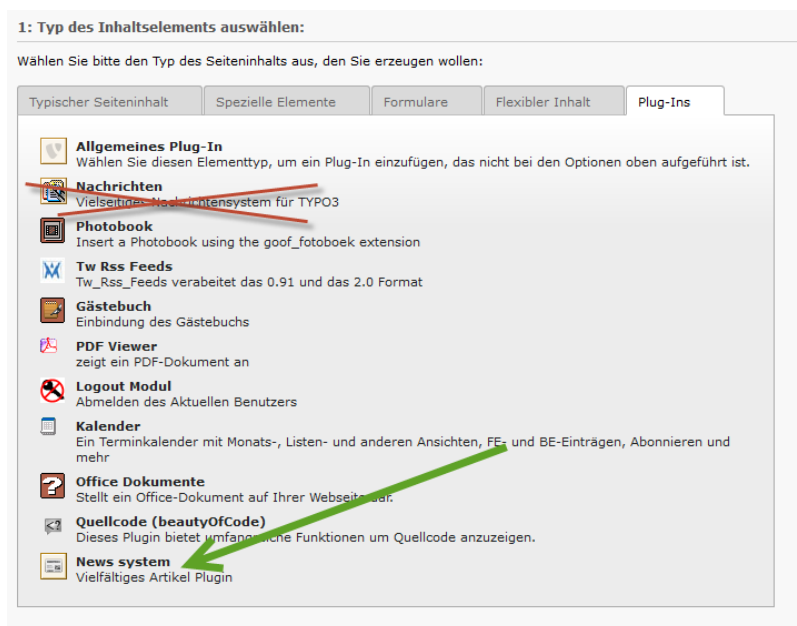 1: Typ des Inhaltselements auswählen:
Wählen Sie bitte den Typ des Seiteninhalts aus, den Sie erzeugen wollen:
Typischer Seiteninhalt Spezielle Elemente Formulare Flexibler Inhalt Plug-Ins
Allgemeines Plug-In
Wählen Sie diesen Elementtyp, um ein Plug-In einzufügen, das nicht bei den Optionen oben aufgeführt ist.
Nachrichten
Vielseitiges Nachrichtensystem für TYPO3
Photobook
Insert a Photobook using the goof_fotoboek extension
Tw Rss Feeds
Tw_Rss_Feeds verabeitet das 0.91 und das 2.0 Format
Gästebuch
Einbindung des Gästebuchs
PDF Viewer
zeigt ein PDF-Dokument an
Logout Modul
Abmelden des Aktuellen Benutzers
Kalender
Ein Terminkalender mit Monats-, Listen- und anderen Ansichten, FE- und BE-Einträgen, Abonnieren und
mehr
Office Dokumente
Stellt ein Office-Dokument auf Ihrer Webseite dar.
Quellcode (beautyOfCode)
Dieses Plugin bietet umfangreiche Funktionen um Quellcode anzuzeigen.
News system
Vielfältiges Artikel Plugin